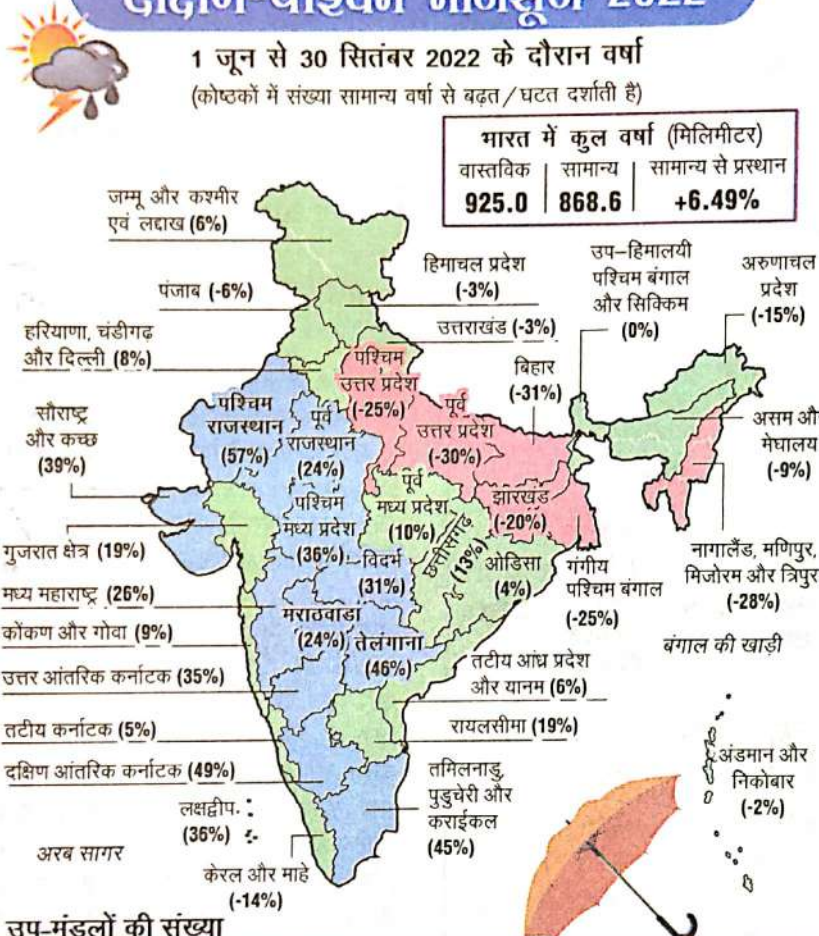 दक्षिण-पश्चिम मानसून 2022
1 जून से 30 सितंबर 2022 के दौरान वर्षा
(कोष्ठकों में संख्या सामान्य वर्षा से बढ़त/घटत दर्शाती है)
भारत में कुल वर्षा (मिलिमीटर)
वास्तविक सामान्य सामान्य से प्रस्थान
925.0 868.6 +6.49%
जम्मू और कश्मीर
एवं लद्दाख (6%)
पंजाब (-6%)
हिमाचल प्रदेश
(-3%)
उत्तराखंड (-3%)
उप-हिमालयी
पश्चिम बंगाल
और सिक्किम
(0%)
अरुणाचल
प्रदेश
(-15%)
हरियाणा, चंडीगढ़
और दिल्ली (8%)
पश्चिम
उत्तर प्रदेश
(-25%)
पूर्व
उत्तर प्रदेश
(-30%)
बिहार
(-31%)
असम
मेघालय
(-9%)
सौराष्ट्र
और कच्छ
(39%)
पश्चिम
राजस्थान
(57%)
पूर्व
राजस्थान
(24%)
पश्चिम
मध्य प्रदेश
(36%)
पूर्व
मध्य प्रदेश
(10%)
झारखंड
(-20%)
छत्तीसगढ़
(13%)
ओडिसा
(4%)
गंगीय
पश्चिम बंगाल
(-25%)
नागालैंड, मणिपुर,
मिजोरम और त्रिपुर
(-28%)
गुजरात क्षेत्र (19%)
विदर्भ
(31%)
मध्य महाराष्ट्र (26%)
मराठवाडा
(24%)
कोंकण और गोवा (9%)
तेलंगाना
(46%)
बंगाल की खाड़ी
उत्तर आंतरिक कर्नाटक (35%)
तटीय आंध्र प्रदेश
और यानम (6%)
तटीय कर्नाटक (5%)
रायलसीमा (19%)
दक्षिण आंतरिक कर्नाटक (49%)
तमिलनाडु,
पुडुचेरी और
कराईकल
(45%)
अंडमान और
निकोबार
(-2%)
लक्षद्वीप
(36%)
अरब सागर
केरल और माहे
(-14%)
उप-मंडलों की संख्या